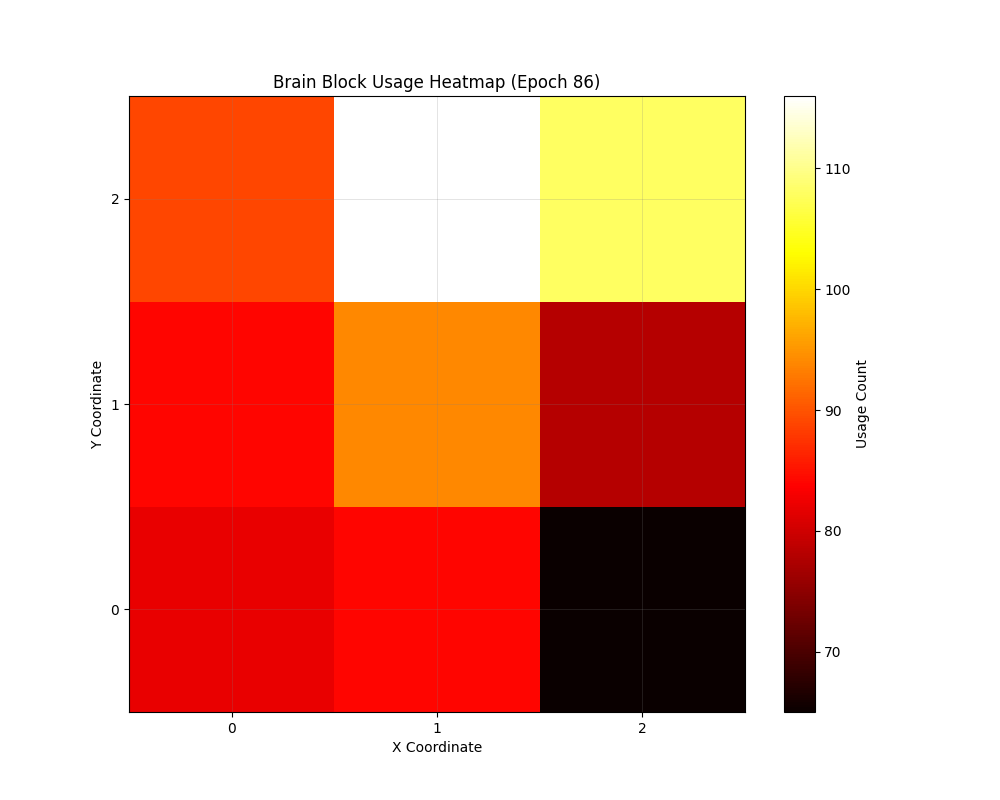 Brain Block Usage Heatmap (Epoch 86)
2
1
0
Y Coordinate
0 1 2
X Coordinate
110
100
90
80
70
Usage Count